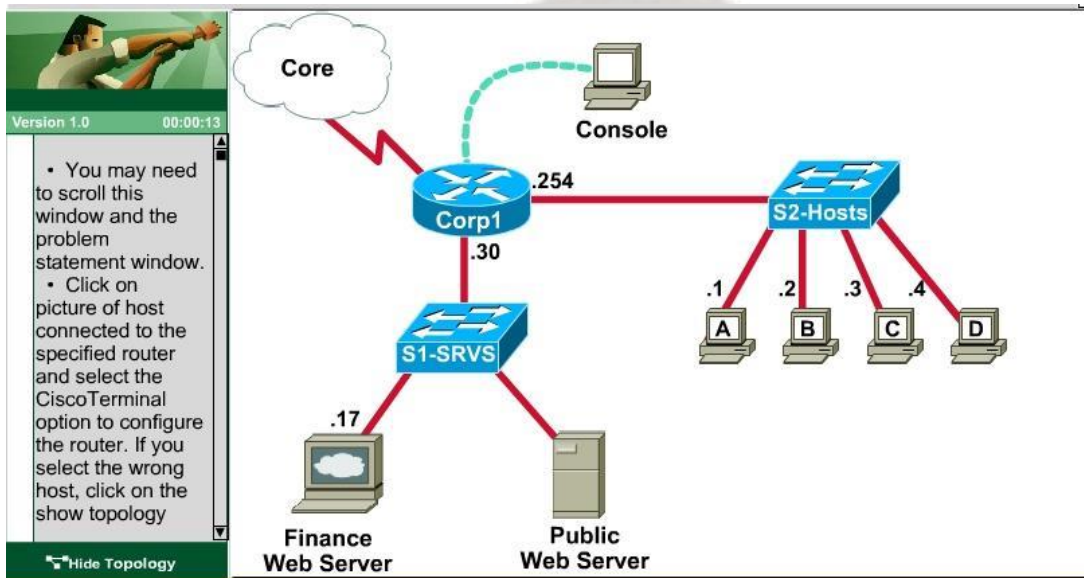 Version 1.0 00:00:13
• You may need
to scroll this
window and the
problem
statement window.
• Click on
picture of host
connected to the
specified router
and select the
CiscoTerminal
option to configure
the router. If you
select the wrong
host, click on the
show topology
Hide Topology
Core
Console
.254
Corp1
S2-Hosts
.30
.1 .2 .3 .4
A B C D
S1-SRVS
.17
Finance
Web Server
Public
Web Server